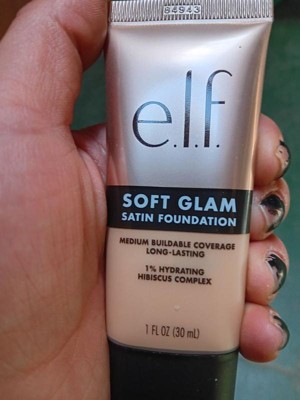 84943
e.l.f.
SOFT GLAM
SATIN FOUNDATION
MEDIUM BUILDABLE COVERAGE
LONG-LASTING
1% HYDRATING
HIBISCUS COMPLEX
1 FL OZ (30 mL)